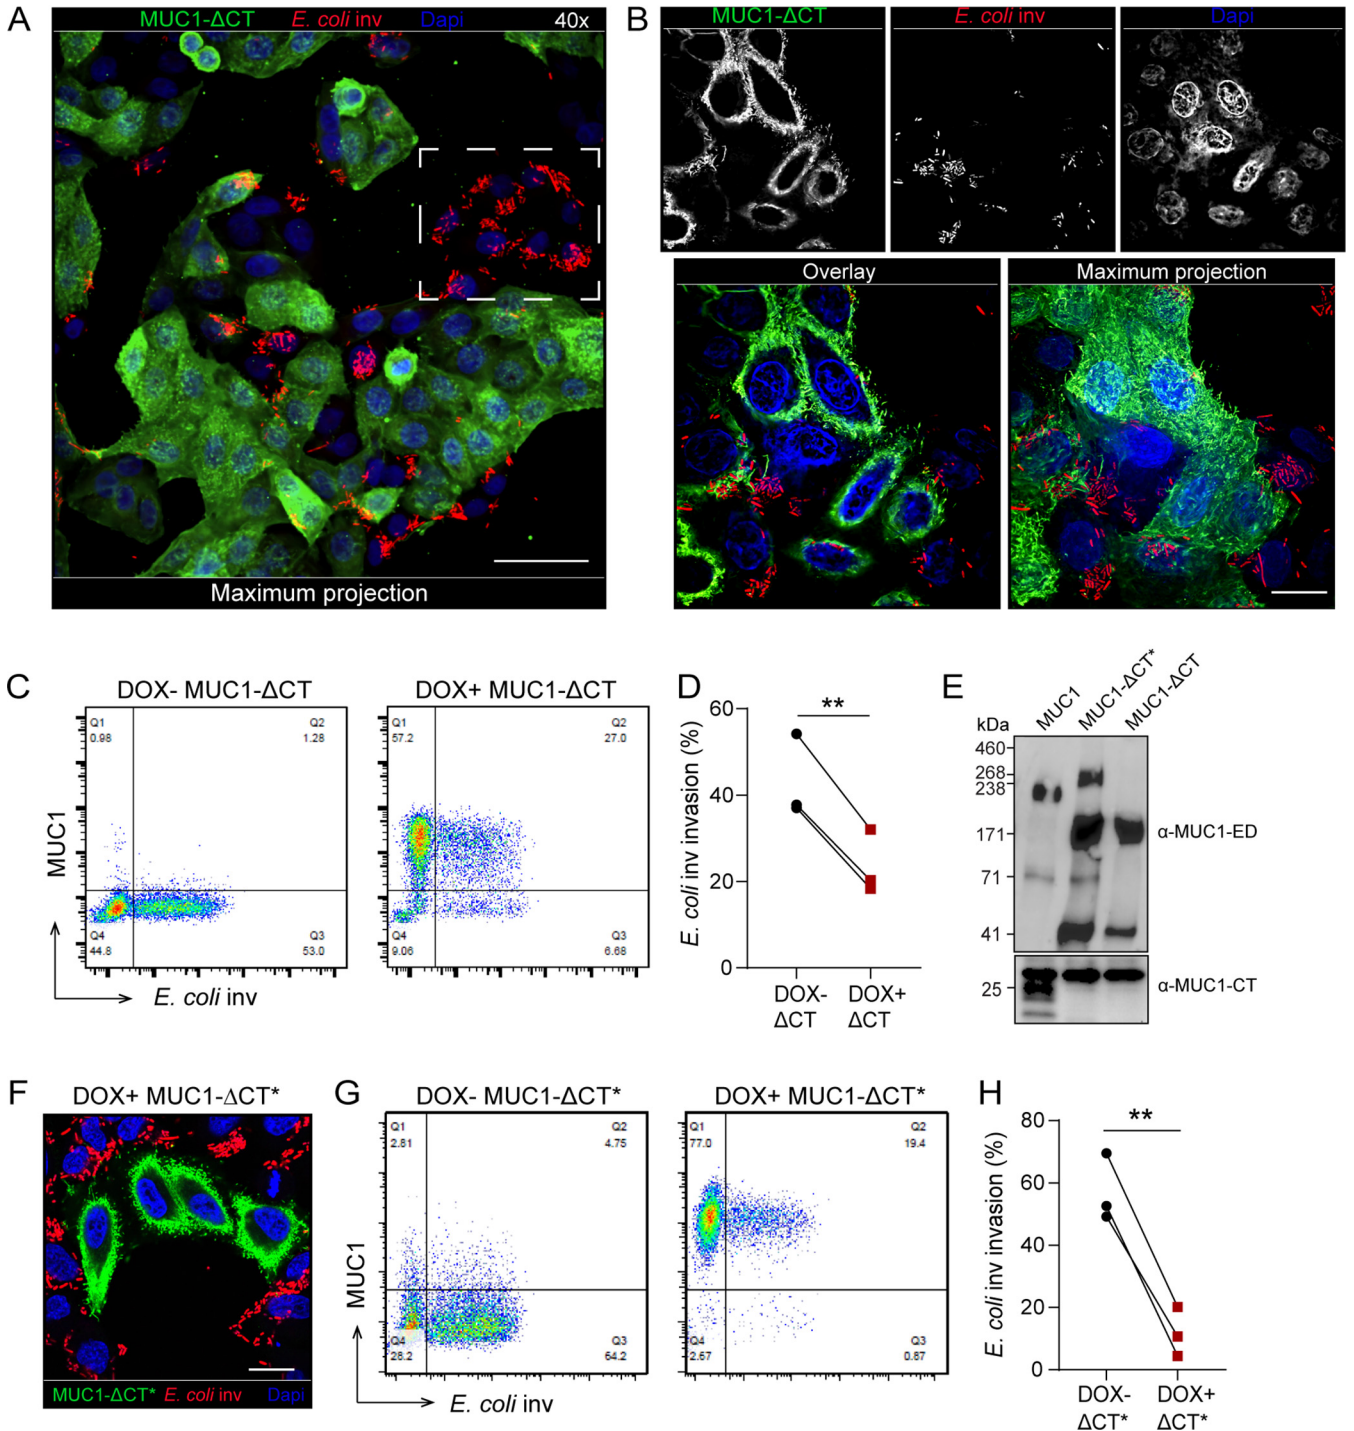 A
MUC1-ΔCT E. coli inv Dapi 40x
Maximum projection
B
MUC1-ΔCT E. coli inv Dapi
Overlay Maximum projection
C
DOX- MUC1-ΔCT DOX+ MUC1-ΔCT
Q1 0.98
Q2 1.28
Q4 44.8
Q3 53.0
Q1 57.2
Q2 27.0
Q4 9.06
Q3 6.68
MUC1
E. coli inv
D
E. coli inv invasion (%)
60
40
20
0
**
DOX- DOX+
ΔCT ΔCT
E
MUC1 MUC1-ΔCT* MUC1-ΔCT
kDa
460
268
238
171
71
41
25
α-MUC1-ED
α-MUC1-CT
F
DOX+ MUC1-ΔCT*
MUC1-ΔCT* E. coli inv Dapi
G
DOX- MUC1-ΔCT* DOX+ MUC1-ΔCT*
Q1 2.81
Q2 4.75
Q4 28.2
Q3 64.2
Q1 77.0
Q2 19.4
Q4 2.67
Q3 0.87
MUC1
E. coli inv
H
E. coli inv invasion (%)
80
60
40
20
0
**
DOX- DOX+
ΔCT* ΔCT*